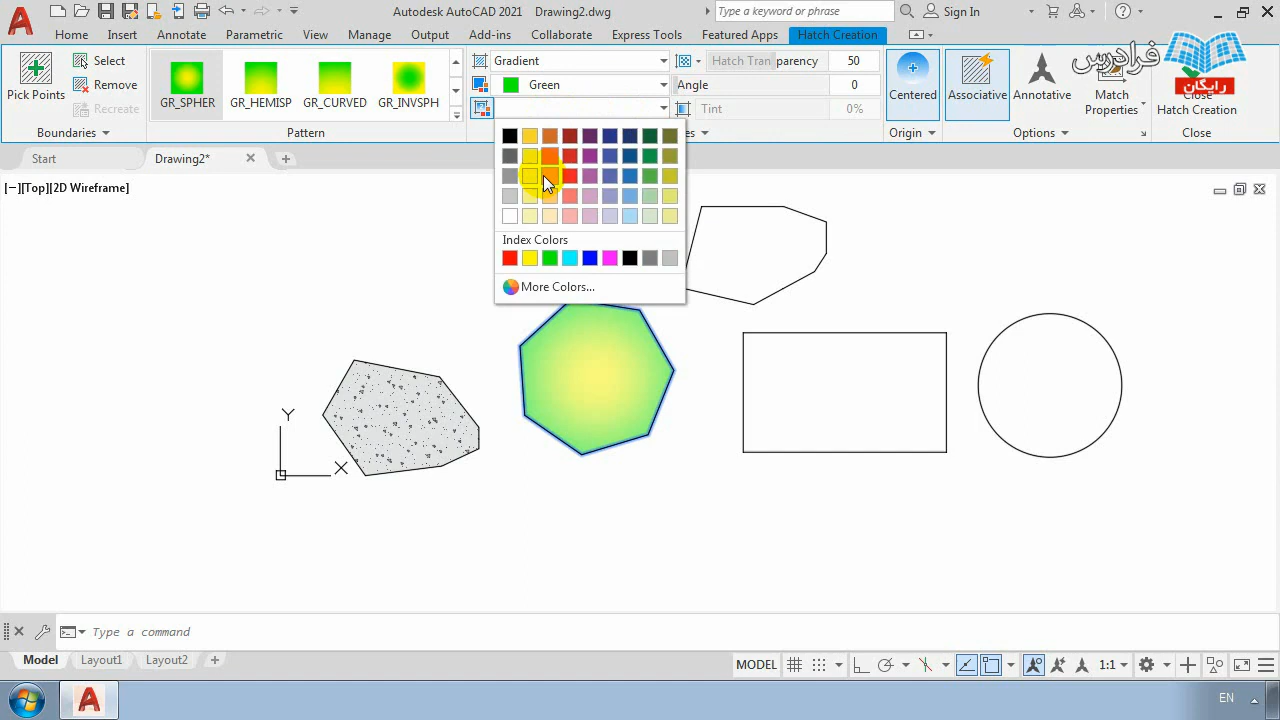 Autodesk AutoCAD 2021 Drawing2.dwg
Type a keyword or phrase
Sign In
Home Insert Annotate Parametric View Manage Output Collaborate Express Tools Featured Apps Hatch Creation
Pick Points
Select
Remove
Recreate
Boundaries
GR_SPHER GR_HEMISP GR_CURVED GR_INVSPH
Pattern
Gradient
Green
Hatch Tran parency 50
Angle 0
Tint 0%
Centered
Origin
Associative
Annotative
Match
Properties
Options
Close
Hatch Creation
Close
فرادرس
رایگان
Start Drawing2*
[−][Top][2D Wireframe]
Index Colors
More Colors...
Y
X
Type a command
Model Layout1 Layout2
MODEL
1:1
EN